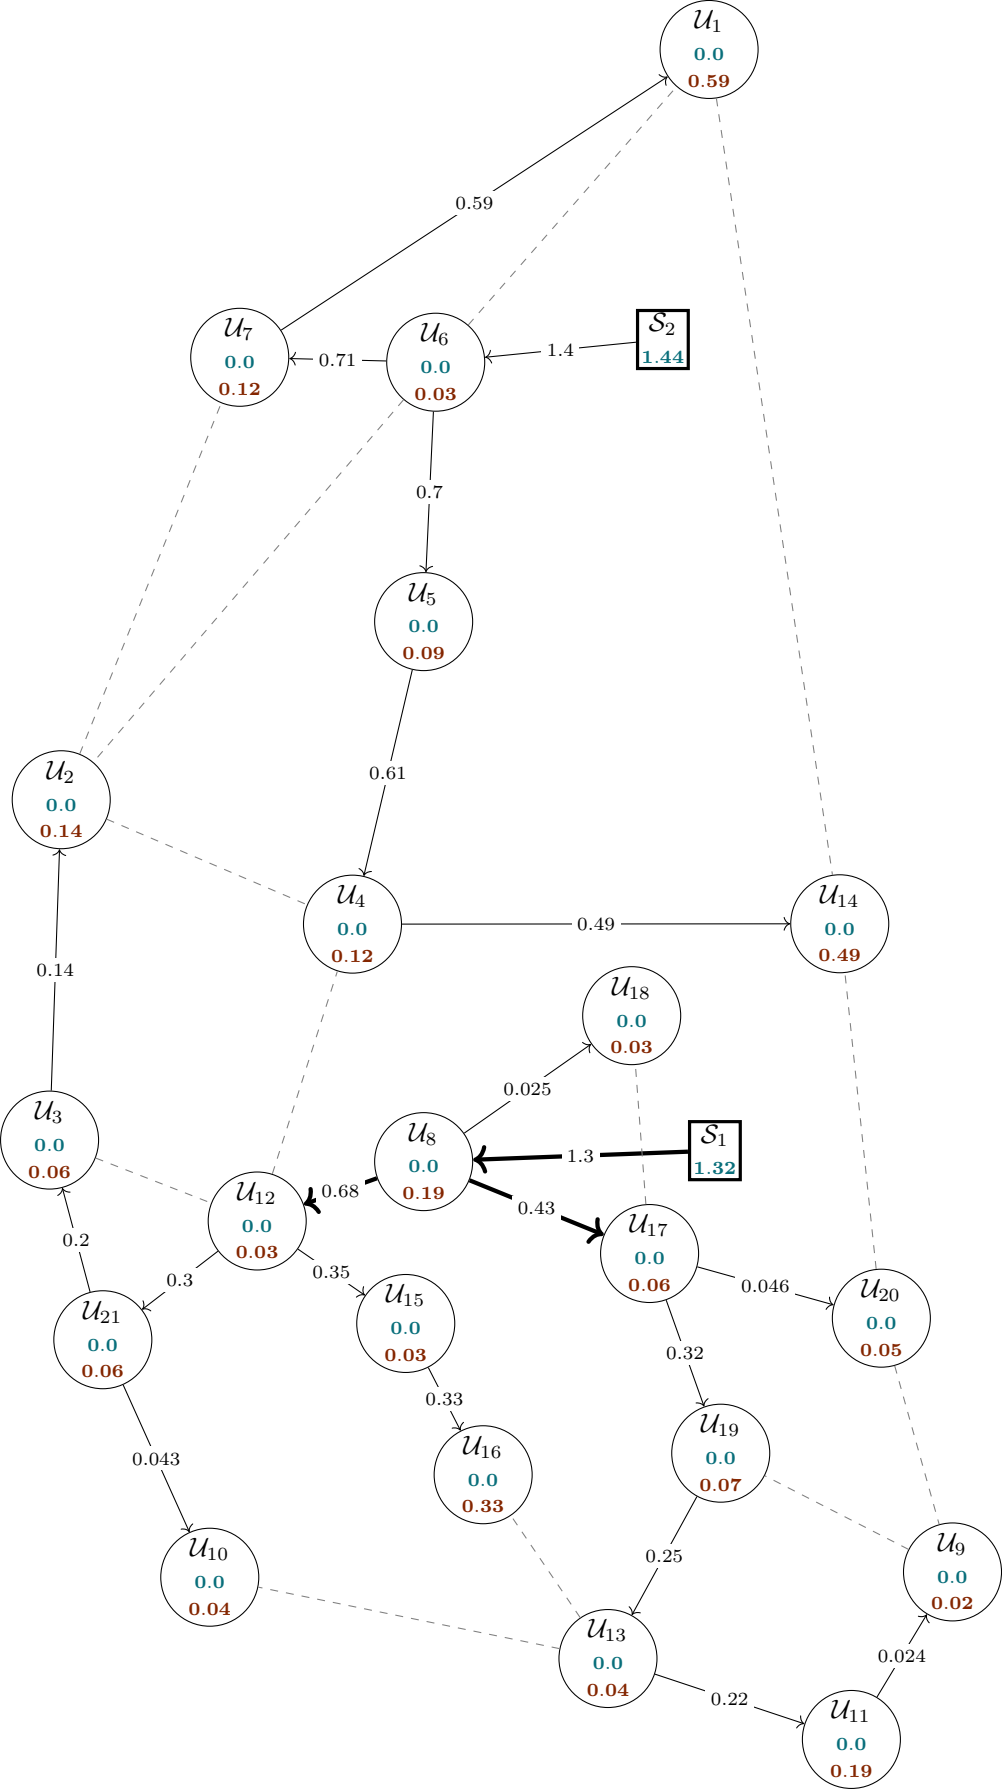 𝒰₁
0.0
0.59
0.59
𝒰₇
0.0
0.12
0.71
𝒰₆
0.0
0.03
1.4
𝒮₂
1.44
0.7
𝒰₅
0.0
0.09
0.61
𝒰₂
0.0
0.14
𝒰₄
0.0
0.12
0.49
𝒰₁₄
0.0
0.49
0.14
𝒰₁₈
0.0
0.03
0.025
𝒰₃
0.0
0.06
𝒰₈
0.0
0.19
1.3
𝒮₁
1.32
0.68
0.43
𝒰₁₂
0.0
0.03
𝒰₁₇
0.0
0.06
0.2
0.3
0.35
0.046
𝒰₂₁
0.0
0.06
𝒰₁₅
0.0
0.03
𝒰₂₀
0.0
0.05
0.32
0.33
𝒰₁₉
0.0
0.07
0.043
𝒰₁₆
0.0
0.33
0.25
𝒰₁₀
0.0
0.04
𝒰₉
0.0
0.02
𝒰₁₃
0.0
0.04
0.024
0.22
𝒰₁₁
0.0
0.19